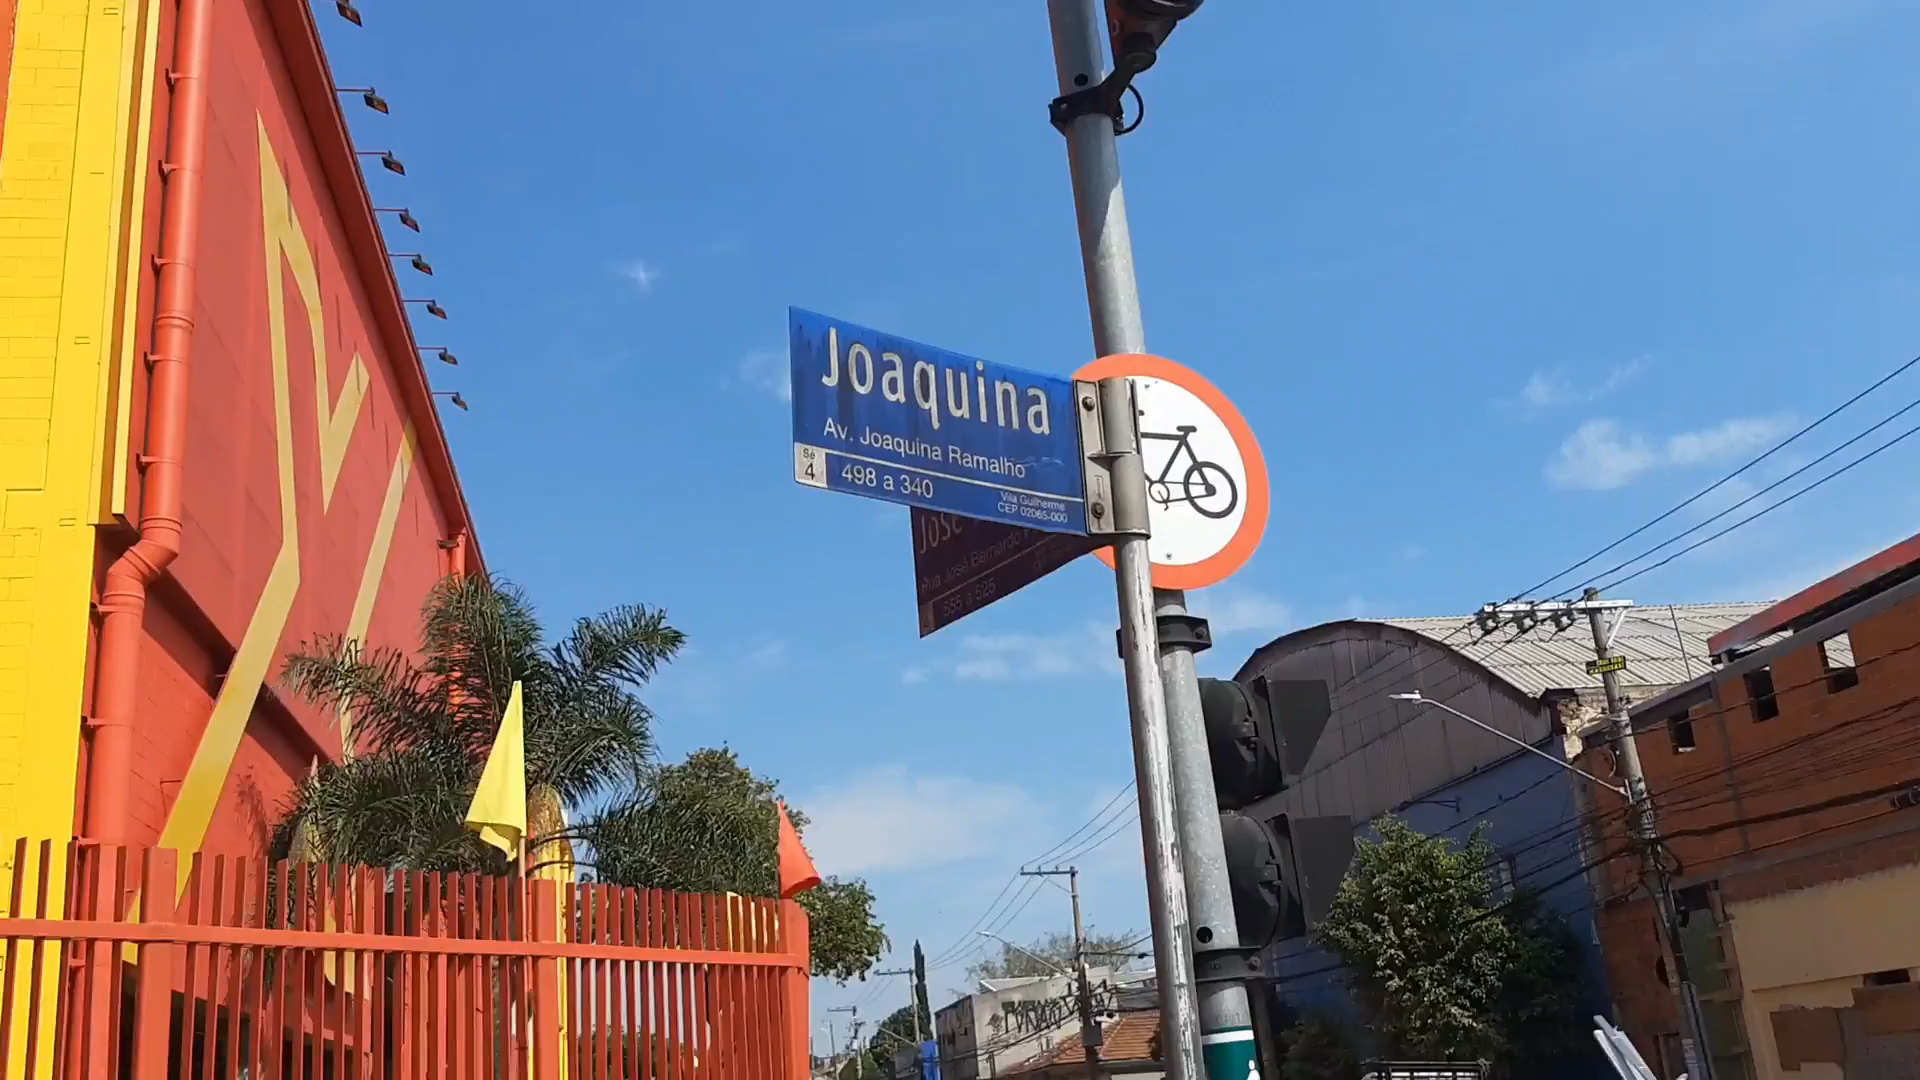 Joaquina
Av. Joaquina Ramalho
Sé
4
498 a 340
Vila Guilherme
CEP 02065-000
José
Rua José Bernardo
555 a 525